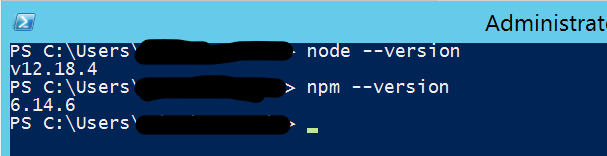 Administrat
PS C:\Users\ > node --version
v12.18.4
PS C:\Users\ > npm --version
6.14.6
PS C:\Users\ >